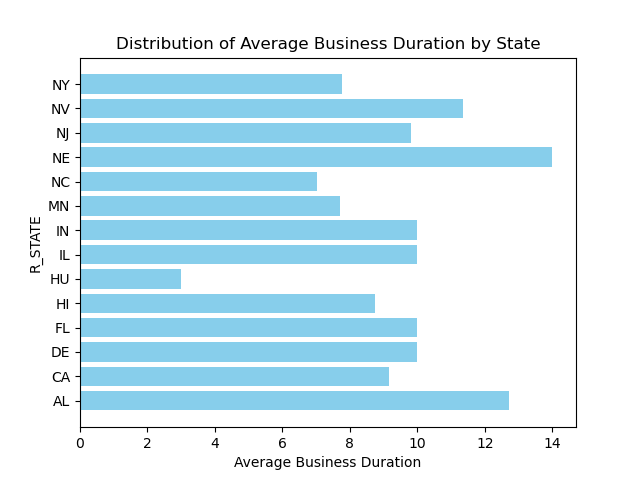 Distribution of Average Business Duration by State
R_STATE
NY
NV
NJ
NE
NC
MN
IN
IL
HU
HI
FL
DE
CA
AL
0 2 4 6 8 10 12 14
Average Business Duration